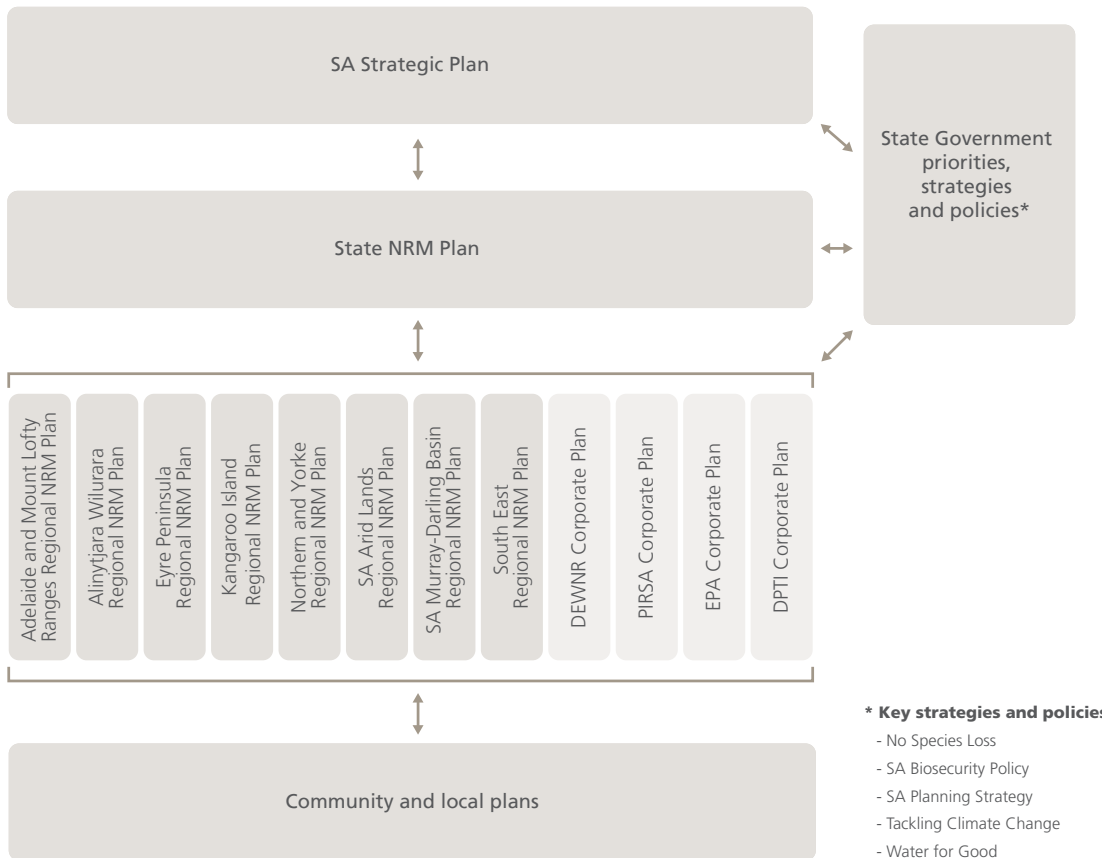 SA Strategic Plan
State Government
priorities,
strategies
and policies*
State NRM Plan
Adelaide and Mount Lofty
Ranges Regional NRM Plan
Alinytjara Wilurara
Regional NRM Plan
Eyre Peninsula
Regional NRM Plan
Kangaroo Island
Regional NRM Plan
Northern and Yorke
Regional NRM Plan
SA Arid Lands
Regional NRM Plan
SA Murray-Darling Basin
Regional NRM Plan
South East
Regional NRM Plan
DEWNR Corporate Plan
PIRSA Corporate Plan
EPA Corporate Plan
DPTI Corporate Plan
Community and local plans
* Key strategies and policies
- No Species Loss
- SA Biosecurity Policy
- SA Planning Strategy
- Tackling Climate Change
- Water for Good